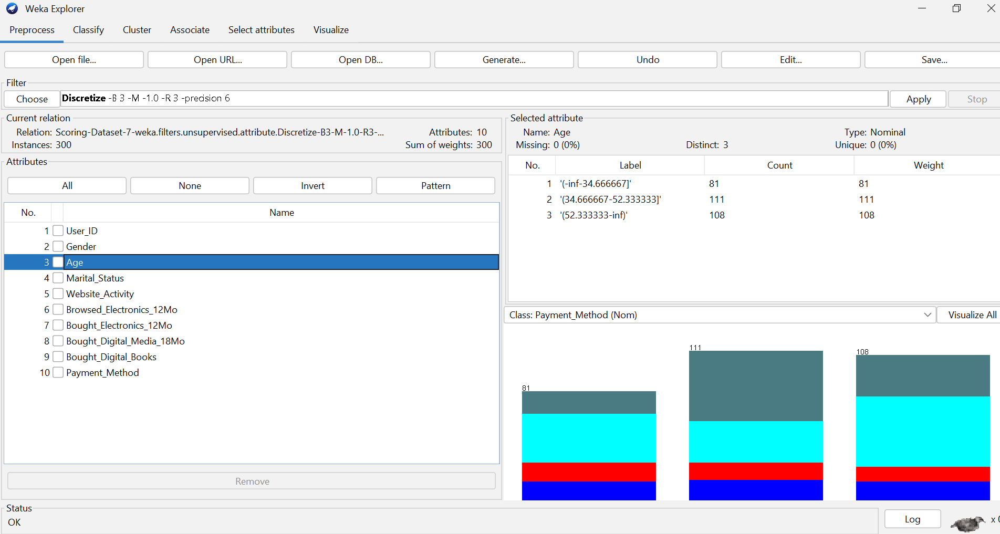 Weka Explorer
Preprocess Classify Cluster Associate Select attributes Visualize
Open file... Open URL... Open DB... Generate... Undo Edit... Save...
Filter
Choose Discretize -B 3 -M -1.0 -R 3 -precision 6 Apply Stop
Current relation
Relation: Scoring-Dataset-7-weka.filters.unsupervised.attribute.Discretize-B3-M-1.0-R3-... Attributes: 10
Instances: 300 Sum of weights: 300
Attributes
All None Invert Pattern
No. Name
1 User_ID
2 Gender
3 Age
4 Marital_Status
5 Website_Activity
6 Browsed_Electronics_12Mo
7 Bought_Electronics_12Mo
8 Bought_Digital_Media_18Mo
9 Bought_Digital_Books
10 Payment_Method
Remove
Selected attribute
Name: Age Type: Nominal
Missing: 0 (0%) Distinct: 3 Unique: 0 (0%)
No. Label Count Weight
1 '(-inf-34.666667]' 81 81
2 '(34.666667-52.333333]' 111 111
3 '(52.333333-inf)' 108 108
Class: Payment_Method (Nom) Visualize All
81
111
108
Status
OK
Log x